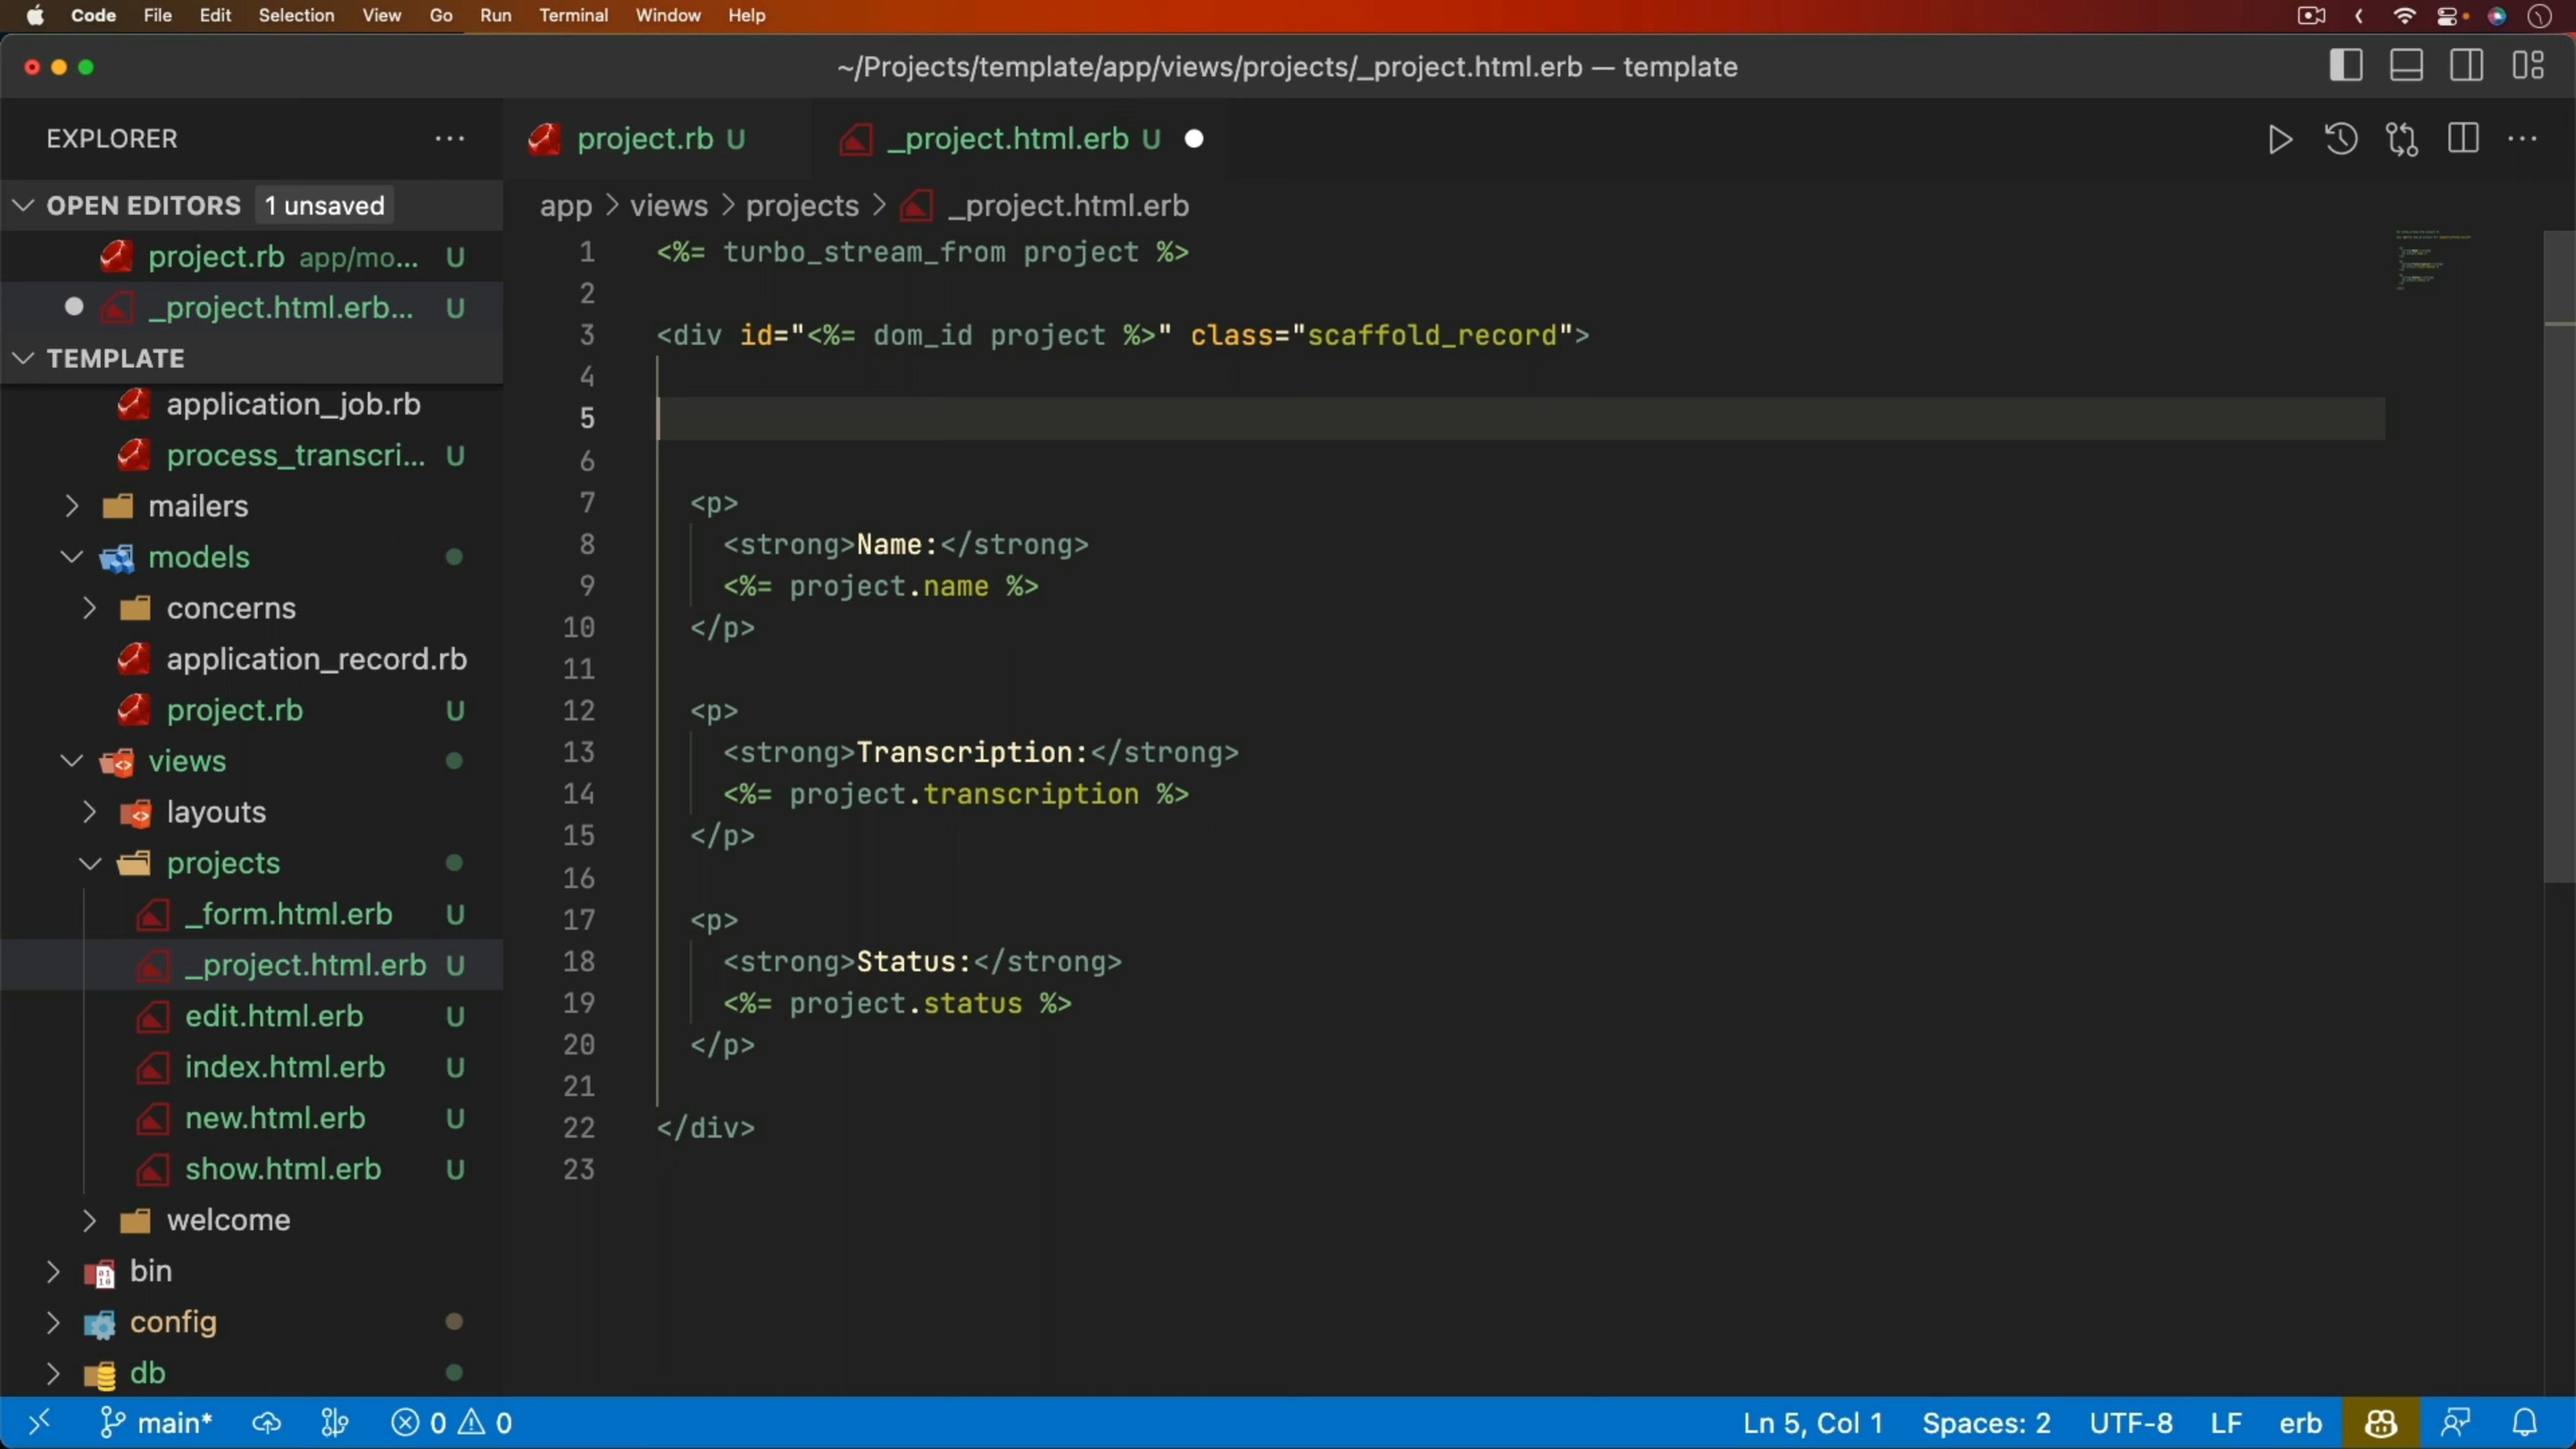 Code File Edit Selection View Go Run Terminal Window Help
~/Projects/template/app/views/projects/_project.html.erb — template
EXPLORER
OPEN EDITORS 1 unsaved
project.rb app/mo... U
_project.html.erb... U
TEMPLATE
application_job.rb
process_transcri... U
mailers
models
concerns
application_record.rb
project.rb U
views
layouts
projects
_form.html.erb U
_project.html.erb U
edit.html.erb U
index.html.erb U
new.html.erb U
show.html.erb U
welcome
bin
config
db
project.rb U
_project.html.erb U
app > views > projects > _project.html.erb
1 <%= turbo_stream_from project %>
2
3 <div id="<%= dom_id project %>" class="scaffold_record">
4
5
6
7 <p>
8 <strong>Name:</strong>
9 <%= project.name %>
10 </p>
11
12 <p>
13 <strong>Transcription:</strong>
14 <%= project.transcription %>
15 </p>
16
17 <p>
18 <strong>Status:</strong>
19 <%= project.status %>
20 </p>
21
22 </div>
23
main* 0 0 Ln 5, Col 1 Spaces: 2 UTF-8 LF erb